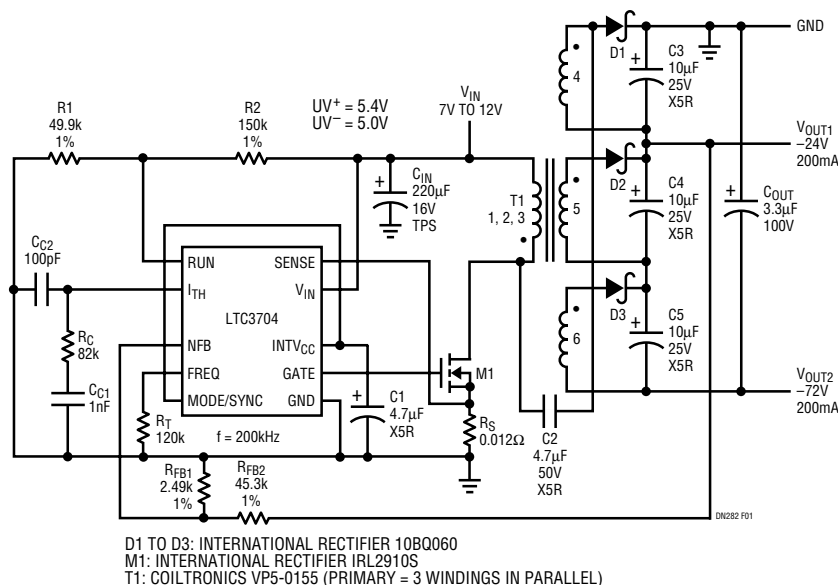 R1
49.9k
1%
R2
150k
1%
UV+ = 5.4V
UV− = 5.0V
VIN
7V TO 12V
D1
4
+
C3
10µF
25V
X5R
GND
VOUT1
−24V
200mA
CC2
100pF
+
CIN
220µF
16V
TPS
T1
1, 2, 3
5
D2
+
C4
10µF
25V
X5R
+
COUT
3.3µF
100V
RUN
SENSE
ITH
VIN
LTC3704
NFB
INTVCC
FREQ
GATE
MODE/SYNC
GND
RC
82k
CC1
1nF
RT
120k
f = 200kHz
+
C1
4.7µF
X5R
M1
RS
0.012Ω
C2
4.7µF
50V
X5R
6
D3
+
C5
10µF
25V
X5R
VOUT2
−72V
200mA
RFB1
2.49k
1%
RFB2
45.3k
1%
DN282 F01
D1 TO D3: INTERNATIONAL RECTIFIER 10BQ060
M1: INTERNATIONAL RECTIFIER IRL2910S
T1: COILTRONICS VP5-0155 (PRIMARY = 3 WINDINGS IN PARALLEL)